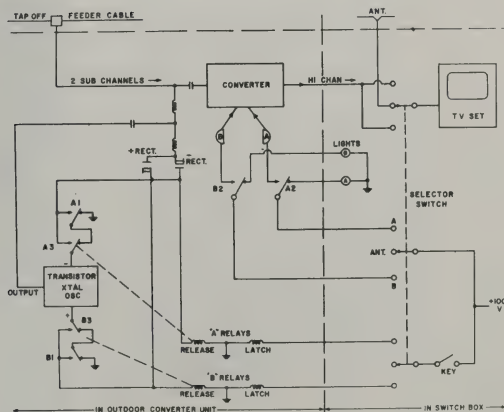 TAP OFF FEEDER CABLE
ANT.
2 SUB CHANNELS
CONVERTER
HI CHAN
TV SET
B A
LIGHTS
+RECT.
- RECT.
B
B2 A2
A
A1
SELECTOR
SWITCH
A3
A
-
ANT.
TRANSISTOR
XTAL
OSC
OUTPUT
B
+100
V
+
B3
"A" RELAYS
RELEASE LATCH
B1
KEY
"B" RELAYS
RELEASE LATCH
IN OUTDOOR CONVERTER UNIT
IN SWITCH BOX